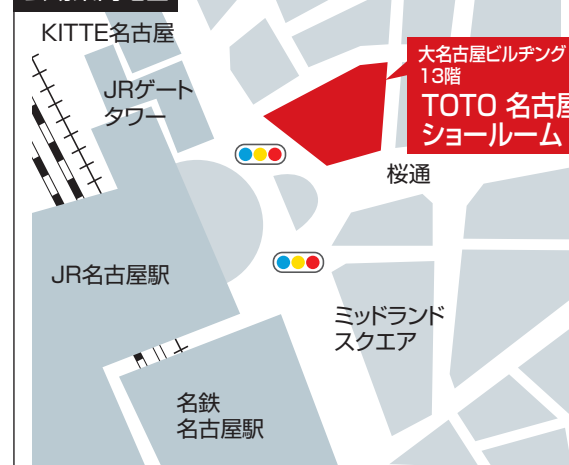 KITTE名古屋
JRゲート
タワー
大名古屋ビルヂング
13階
TOTO 名古屋
ショールーム
桜通
JR名古屋駅
ミッドランド
スクエア
名鉄
名古屋駅